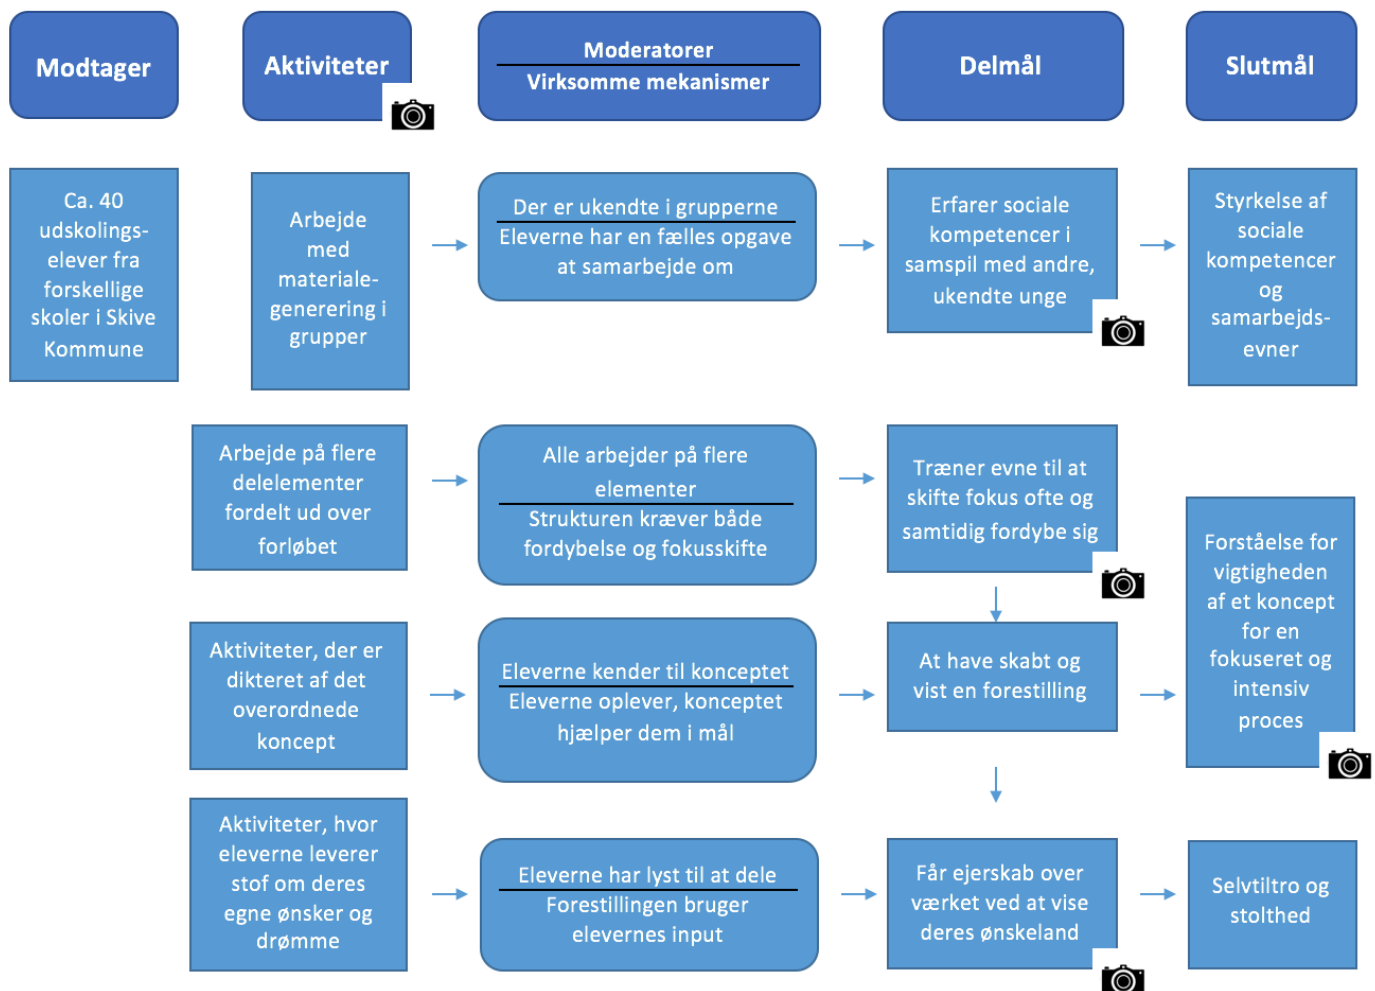 Modtager
Aktiviteter
Moderatorer
Virksomme mekanismer
Delmål
Slutmål
Ca. 40
udskolings-
elever fra
forskellige
skoler i Skive
Kommune
Arbejde
med
materiale-
generering i
grupper
Der er ukendte i grupperne
Eleverne har en fælles opgave
at samarbejde om
Erfarer sociale
kompetencer i
samspil med andre,
ukendte unge
Styrkelse af
sociale
kompetencer
og
samarbejds-
evner
Arbejde på flere
delelementer
fordelt ud over
forløbet
Alle arbejder på flere
elementer
Strukturen kræver både
fordybelse og fokusskifte
Træner evne til at
skifte fokus ofte og
samtidig fordybe sig
Forståelse for
vigtigheden
af et koncept
for en
fokuseret og
intensiv
proces
Aktiviteter, der er
dikteret af det
overordnede
koncept
Eleverne kender til konceptet
Eleverne oplever, konceptet
hjælper dem i mål
At have skabt og
vist en forestilling
Aktiviteter, hvor
eleverne leverer
stof om deres
egne ønsker og
drømme
Eleverne har lyst til at dele
Forestillingen bruger
elevernes input
Får ejerskab over
værket ved at vise
deres ønskeland
Selvtiltro og
stolthed